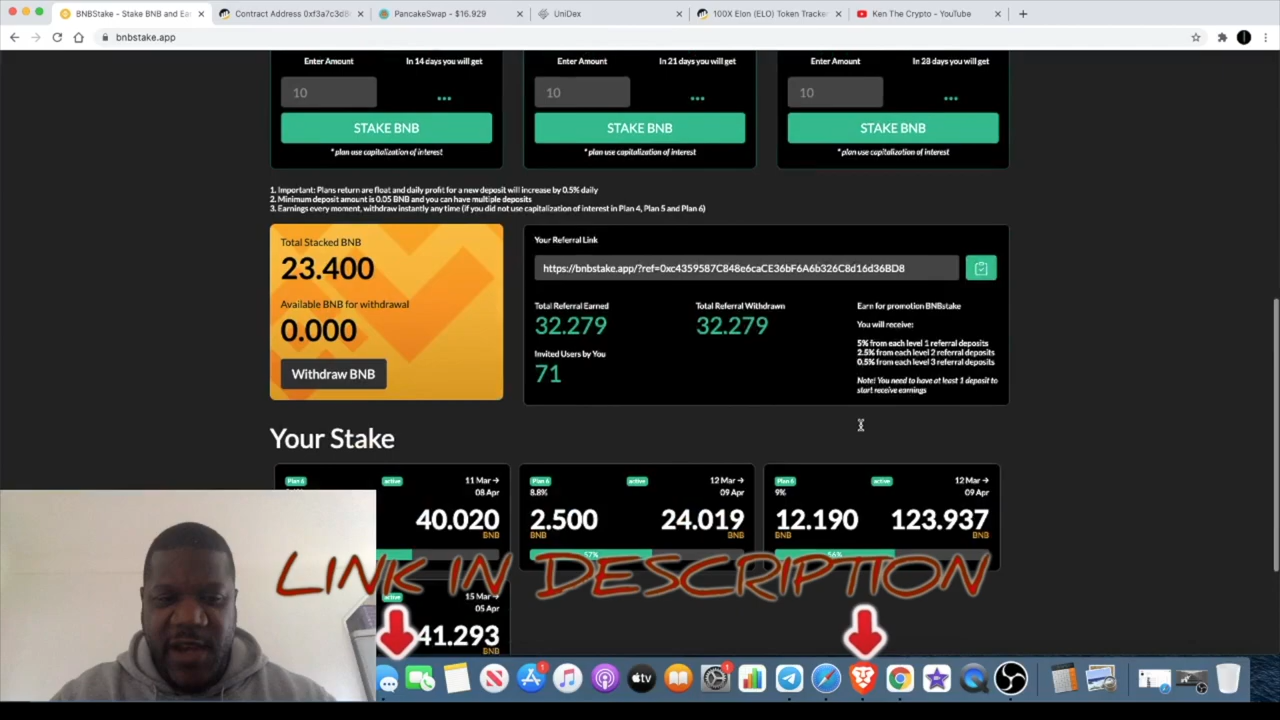 BNBStake - Stake BNB and Ea
Contract Address 0xf3a7c3d8
PancakeSwap - $16.929
UniDex
100X Elon (ELO) Token Tracke
Ken The Crypto - YouTube
bnbstake.app
Enter Amount In 14 days you will get
Enter Amount In 21 days you will get
Enter Amount In 28 days you will get
10 ...
10 ...
10 ...
STAKE BNB
STAKE BNB
STAKE BNB
* plan use capitalization of interest
* plan use capitalization of interest
* plan use capitalization of interest
1. Important: Plans return are float and daily profit for a new deposit will increase by 0.5% daily
2. Minimum deposit amount is 0.05 BNB and you can have multiple deposits
3. Earnings every moment, withdraw instantly any time (if you did not use capitalization of interest in Plan 4, Plan 5 and Plan 6)
Total Stacked BNB
23.400
Available BNB for withdrawal
0.000
Withdraw BNB
Your Referral Link
https://bnbstake.app/?ref=0xc4359587C848e6caCE36bF6A6b326C8d16d36BD8
Total Referral Earned
32.279
Total Referral Withdrawn
32.279
Invited Users by You
71
Earn for promotion BNBstake
You will receive:
5% from each level 1 referral deposits
2.5% from each level 2 referral deposits
0.5% from each level 3 referral deposits
Note! You need to have at least 1 deposit to
start receive earnings
Your Stake
Plan 6 active 11 Mar →
08 Apr
40.020
BNB
Plan 6 active 12 Mar →
8.8% 09 Apr
2.500 24.019
BNB BNB
57%
Plan 6 active 12 Mar →
9% 09 Apr
12.190 123.937
BNB BNB
56%
active 15 Mar →
05 Apr
41.293
LINK IN DESCRIPTION
tv
1
1